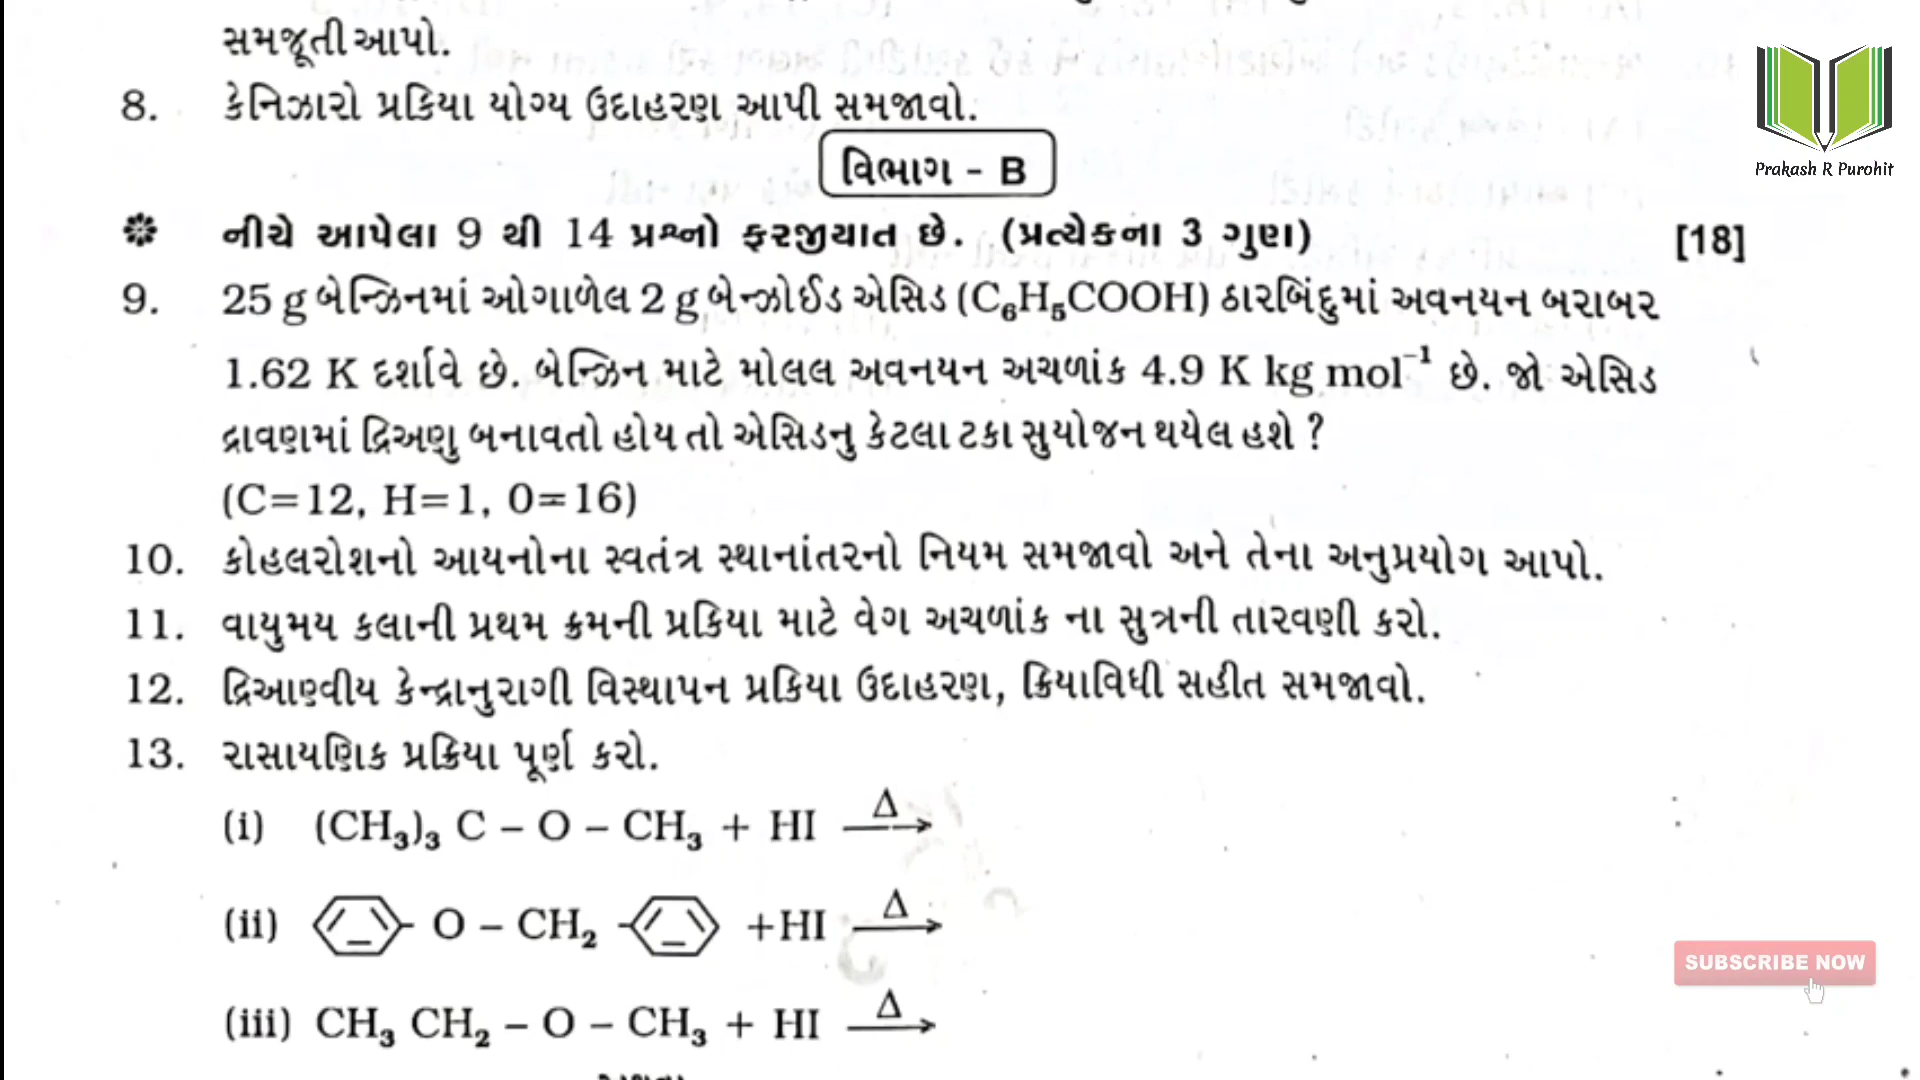 સમજૂતી આપો.
8. કેનિઝારો પ્રક્રિયા યોગ્ય ઉદાહરણ આપી સમજાવો.
વિભાગ - B
Prakash R Purohit
❉ નીચે આપેલા 9 થી 14 પ્રશ્નો ફરજીયાત છે. (પ્રત્યેકના 3 ગુણ) [18]
9. 25 g બેન્ઝિનમાં ઓગાળેલ 2 g બેન્ઝોઈડ એસિડ (C₆H₅COOH) ઠારબિંદુમાં અવનયન બરાબર
1.62 K દર્શાવે છે. બેન્ઝિન માટે મોલલ અવનયન અચળાંક 4.9 K kg mol⁻¹ છે. જો એસિડ
દ્રાવણમાં દ્વિઅણુ બનાવતો હોય તો એસિડનુ કેટલા ટકા સુયોજન થયેલ હશે ?
(C=12, H=1, 0=16)
10. કોહલરોશનો આયનોના સ્વતંત્ર સ્થાનાંતરનો નિયમ સમજાવો અને તેના અનુપ્રયોગ આપો.
11. વાયુમય કલાની પ્રથમ ક્રમની પ્રક્રિયા માટે વેગ અચળાંક ના સુત્રની તારવણી કરો.
12. દ્વિઆણ્વીય કેન્દ્રાનુરાગી વિસ્થાપન પ્રક્રિયા ઉદાહરણ, ક્રિયાવિધી સહીત સમજાવો.
13. રાસાયણિક પ્રક્રિયા પૂર્ણ કરો.
(i) (CH₃)₃ C – O – CH₃ + HI —Δ→
(ii) – O – CH₂ – +HI —Δ→
SUBSCRIBE NOW
(iii) CH₃ CH₂ – O – CH₃ + HI —Δ→